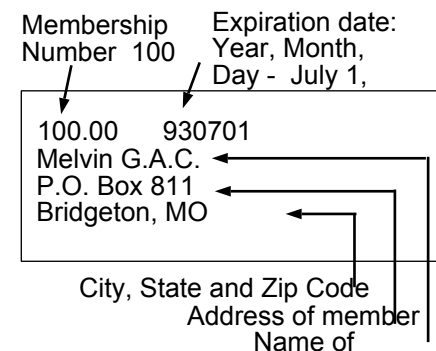 Membership Number 100
Expiration date: Year, Month, Day - July 1,
100.00 930701
Melvin G.A.C.
P.O. Box 811
Bridgeton, MO
City, State and Zip Code
Address of member
Name of